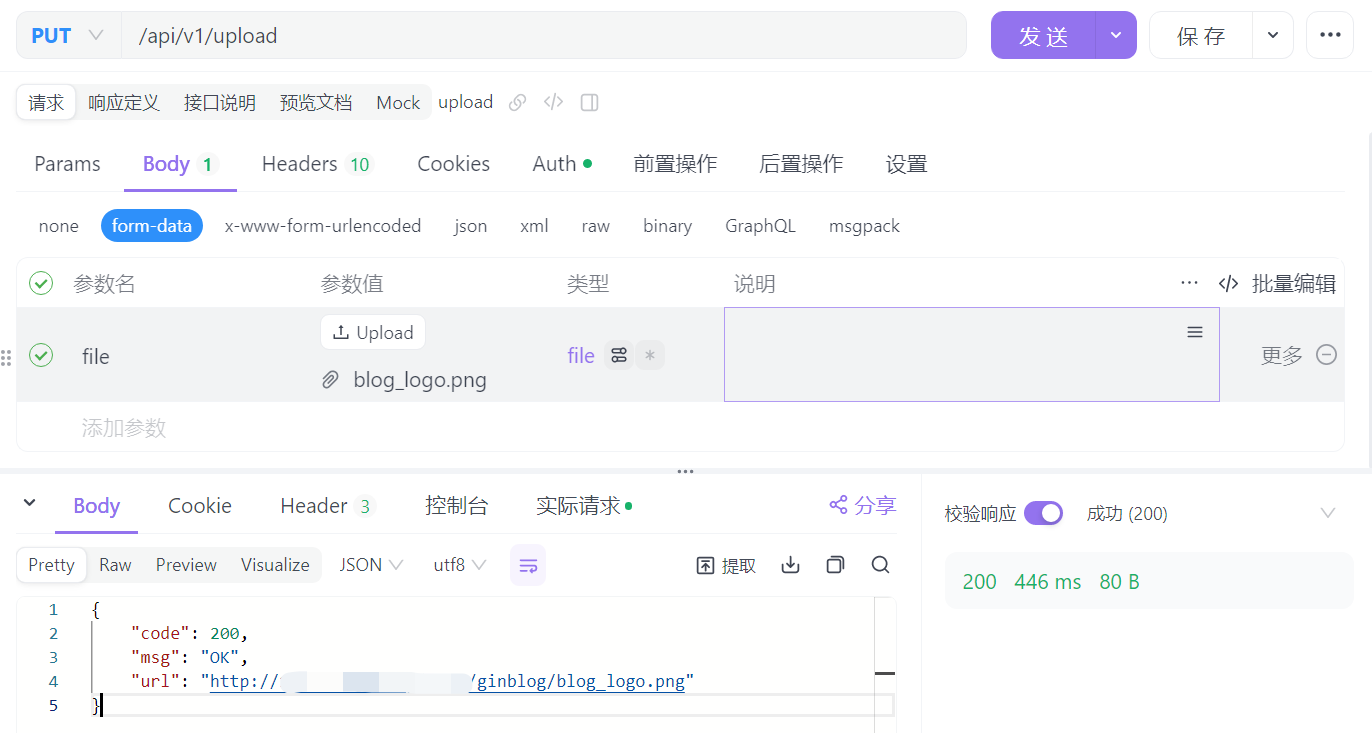 PUT /api/v1/upload 发 送 保 存
请求 响应定义 接口说明 预览文档 Mock upload
Params Body 1 Headers 10 Cookies Auth 前置操作 后置操作 设置
none form-data x-www-form-urlencoded json xml raw binary GraphQL msgpack
参数名 参数值 类型 说明 批量编辑
Upload
file file 更多
blog_logo.png
添加参数
Body Cookie Header 3 控制台 实际请求 分享
校验响应 成功 (200)
Pretty Raw Preview Visualize JSON utf8 提取
200 446 ms 80 B
1 {
2 "code": 200,
3 "msg": "OK",
4 "url": "http:// /ginblog/blog_logo.png"
5 }